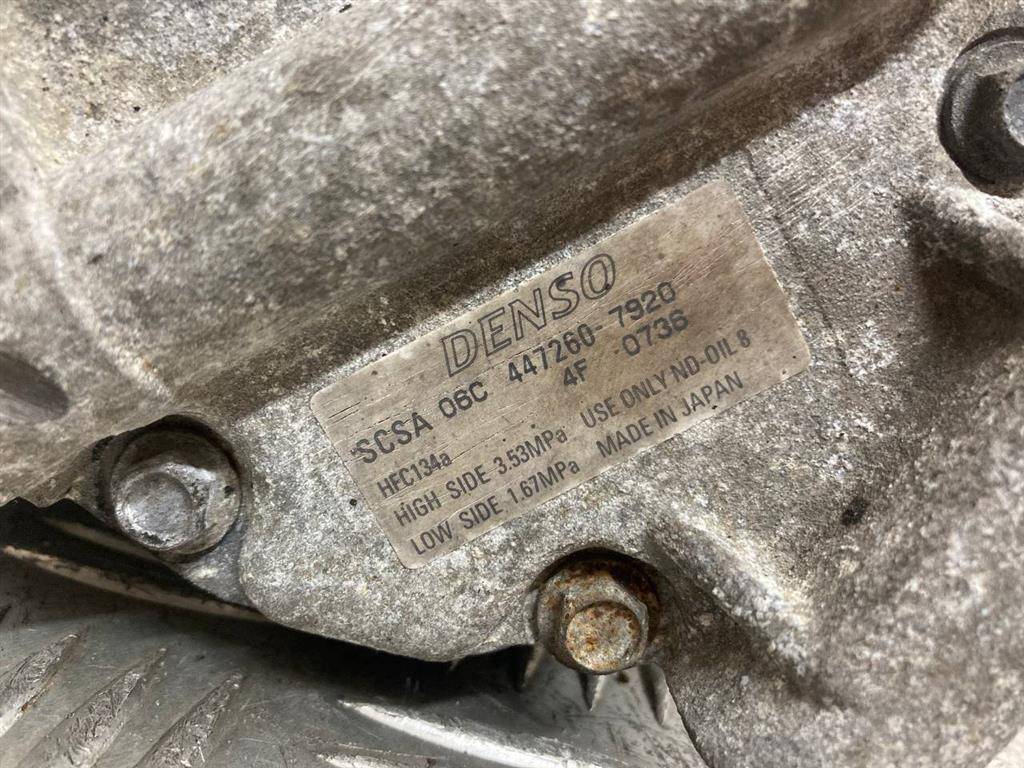 DENSO
SCSA 06C 447260-7920
4F 0736
HFC134a
HIGH SIDE 3.53MPa USE ONLY ND-OIL 8
LOW SIDE 1.67MPa MADE IN JAPAN